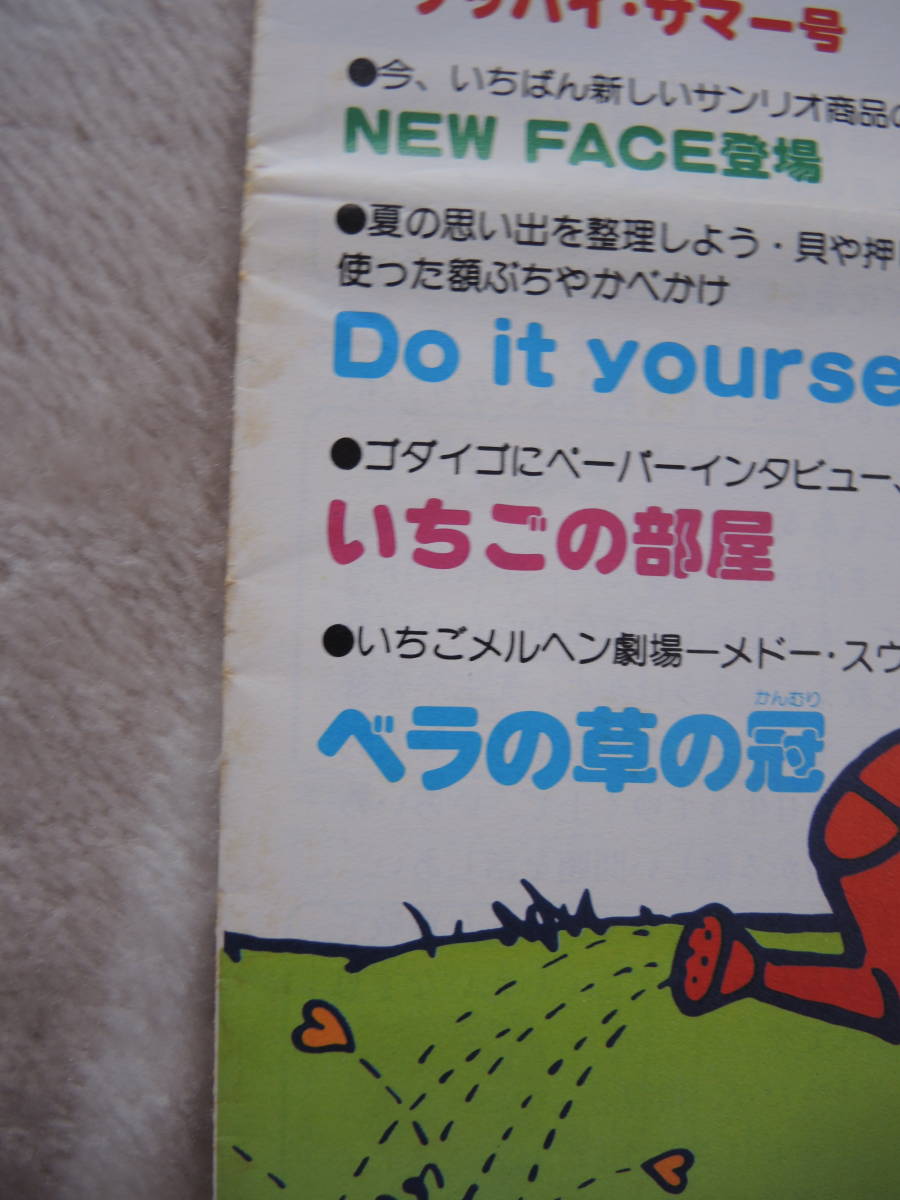 グッバイ・サマー号
●今、いちばん新しいサンリオ商品の
NEW FACE登場
●夏の思い出を整理しよう・貝や押し
使った額ぶちやかべかけ
Do it yourse
●ゴダイゴにペーパーインタビュー、
いちごの部屋
●いちごメルヘン劇場―メドー・スウ
かんむり
ベラの草の冠